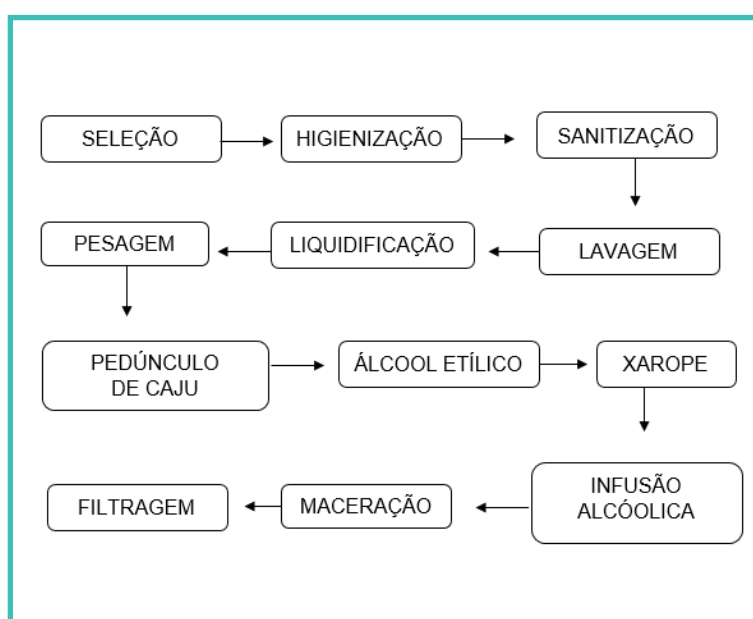 SELEÇÃO
HIGIENIZAÇÃO
SANITIZAÇÃO
LAVAGEM
LIQUIDIFICAÇÃO
PESAGEM
PEDÚNCULO
DE CAJU
ÁLCOOL ETÍLICO
XAROPE
INFUSÃO
ALCÓOLICA
MACERAÇÃO
FILTRAGEM